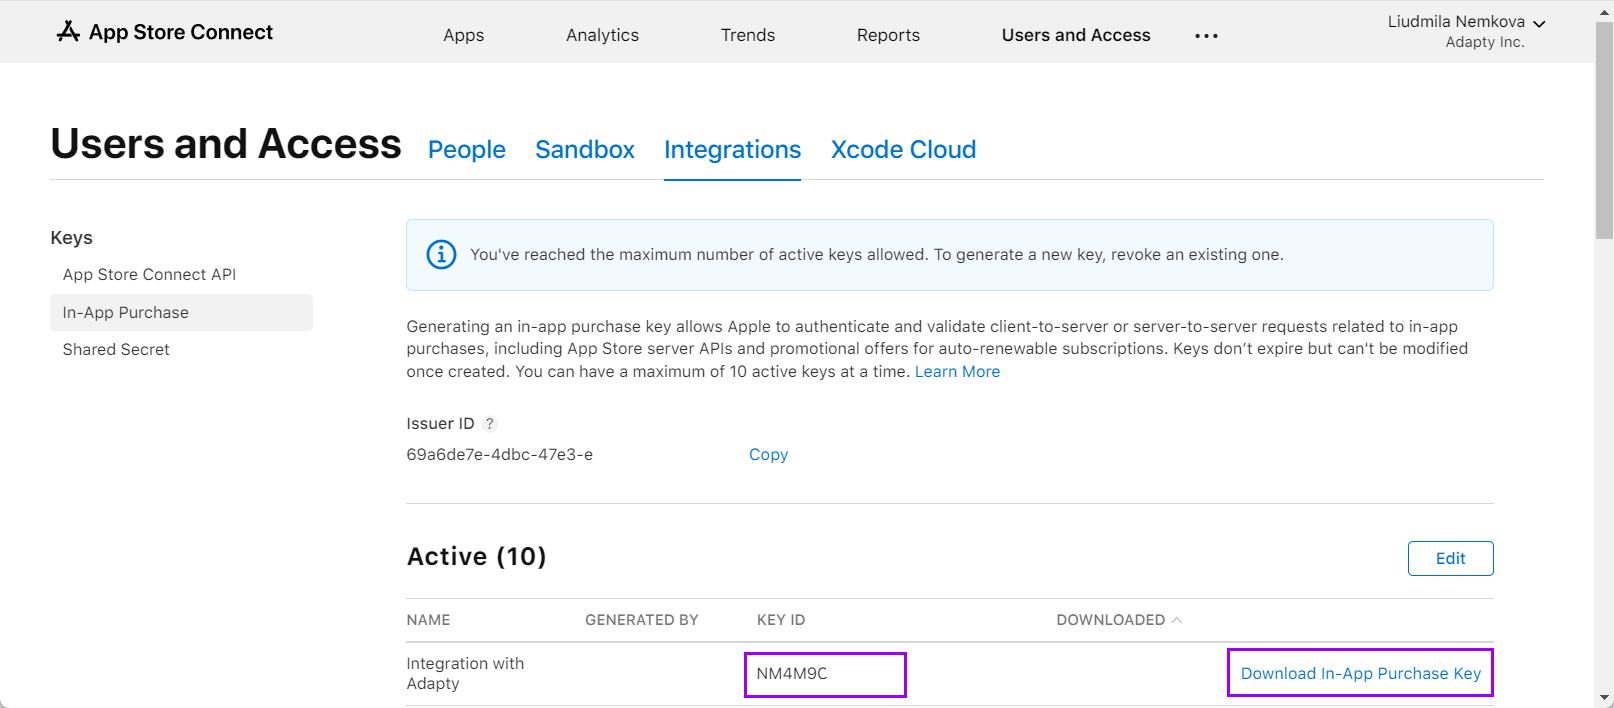 App Store Connect
Apps
Analytics
Trends
Reports
Users and Access
Liudmila Nemkova
Adapty Inc.
Users and Access
People
Sandbox
Integrations
Xcode Cloud
Keys
App Store Connect API
In-App Purchase
Shared Secret
You've reached the maximum number of active keys allowed. To generate a new key, revoke an existing one.
Generating an in-app purchase key allows Apple to authenticate and validate client-to-server or server-to-server requests related to in-app
purchases, including App Store server APIs and promotional offers for auto-renewable subscriptions. Keys don’t expire but can't be modified
once created. You can have a maximum of 10 active keys at a time. Learn More
Issuer ID ?
69a6de7e-4dbc-47e3-e
Copy
Active (10)
Edit
NAME
GENERATED BY
KEY ID
DOWNLOADED
Integration with
Adapty
NM4M9C
Download In-App Purchase Key